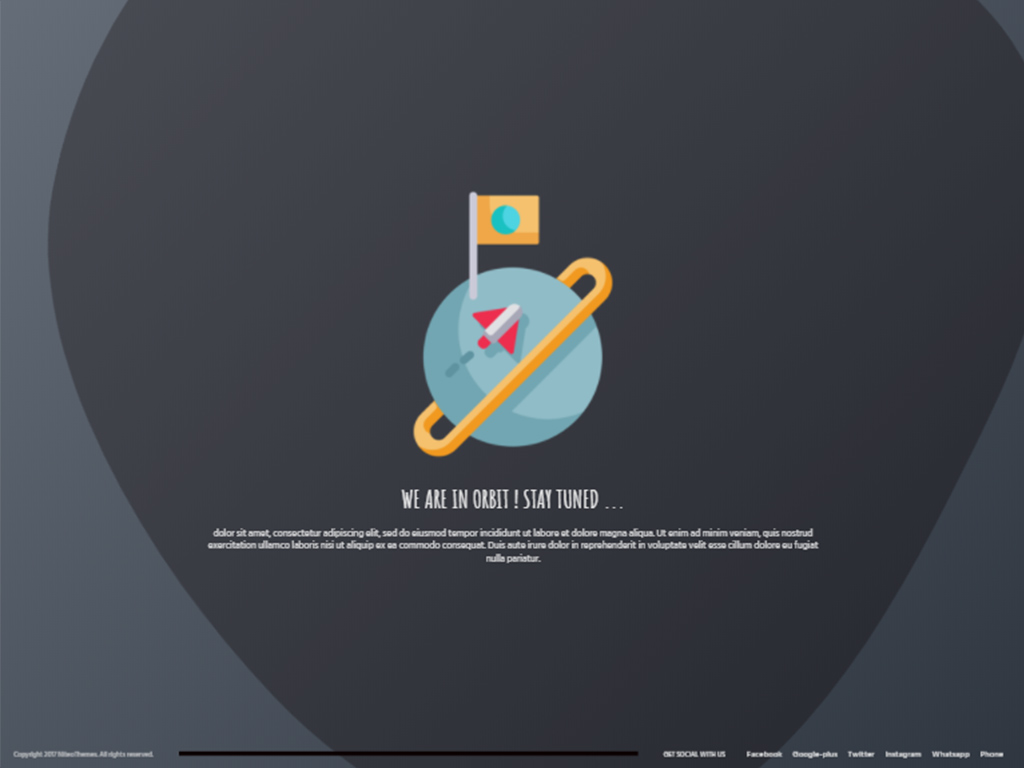 WE ARE IN ORBIT ! STAY TUNED ...
dolor sit amet, consectetur adipiscing elit, sed do eiusmod tempor incididunt ut labore et dolore magna aliqua. Ut enim ad minim veniam, quis nostrud
exercitation ullamco laboris nisi ut aliquip ex ea commodo consequat. Duis aute irure dolor in reprehenderit in voluptate velit esse cillum dolore eu fugiat
nulla pariatur.
Copyright 2017 All rights reserved. GET SOCIAL WITH US Facebook Google-plus Twitter Instagram Whatsapp Phone